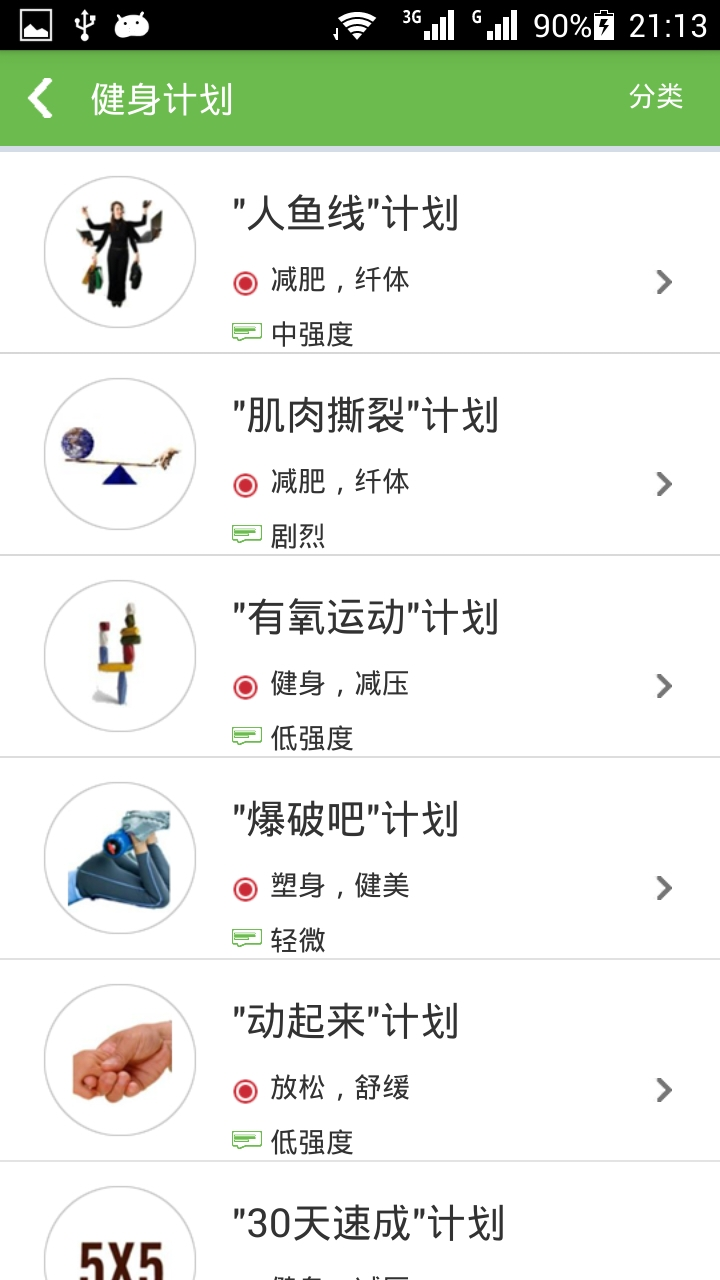 3G G 90% 21:13
健身计划 分类
"人鱼线"计划
减肥，纤体
中强度
"肌肉撕裂"计划
减肥，纤体
剧烈
"有氧运动"计划
健身，减压
低强度
"爆破吧"计划
塑身，健美
轻微
"动起来"计划
放松，舒缓
低强度
"30天速成"计划
5X5